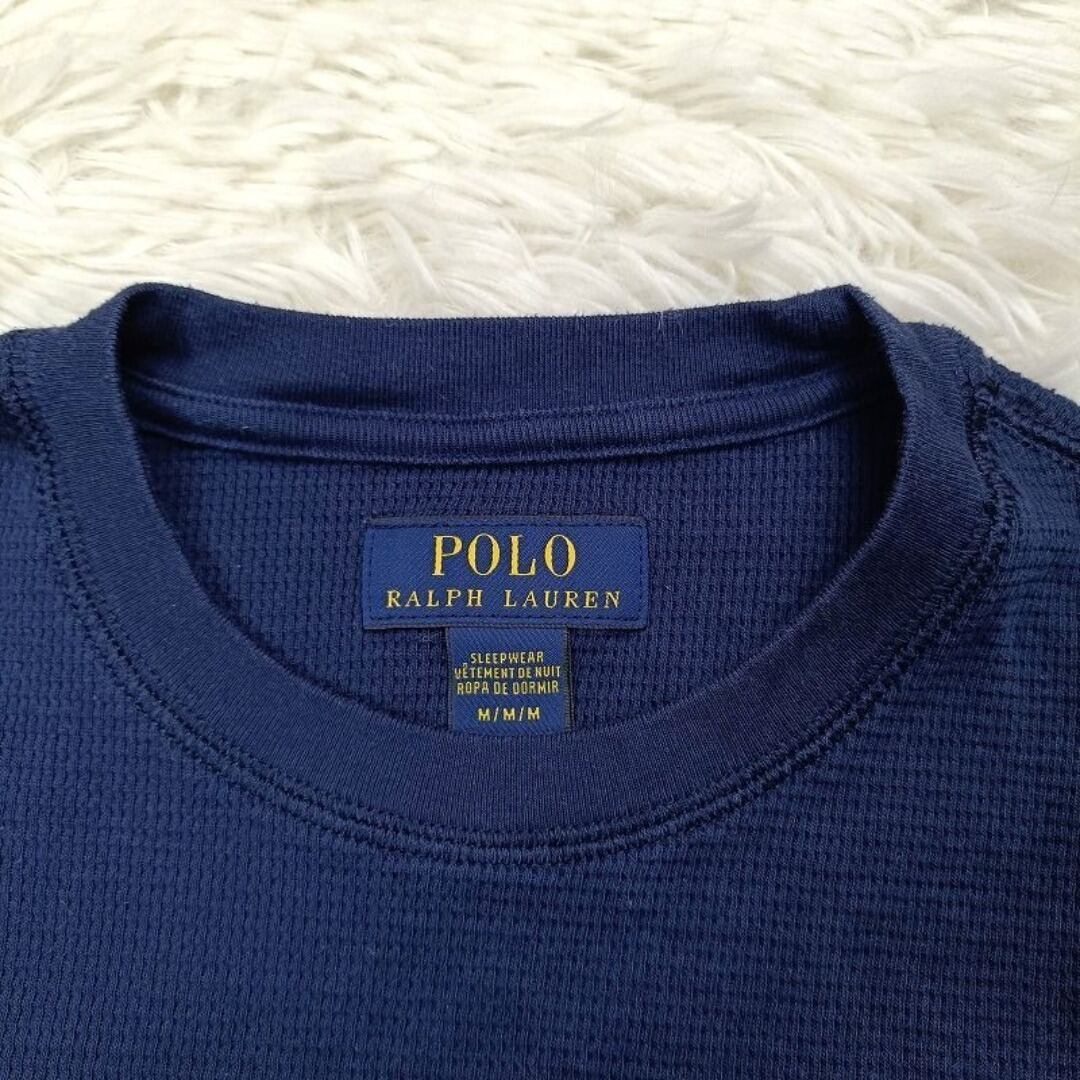 POLO
RALPH LAUREN
SLEEPWEAR
VÊTEMENT DE NUIT
ROPA DE DORMIR
M/M/M